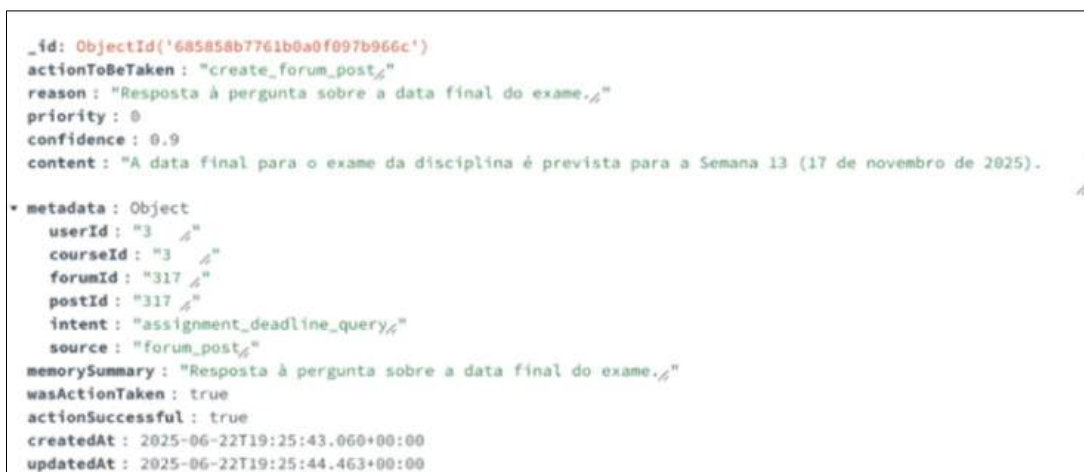 _id: ObjectId('685858b7761b0a0f097b966c')
actionToBeTaken : "create_forum_post"
reason : "Resposta à pergunta sobre a data final do exame."
priority : 0
confidence : 0.9
content : "A data final para o exame da disciplina é prevista para a Semana 13 (17 de novembro de 2025).
metadata : Object
userId : "3"
courseId : "3"
forumId : "317"
postId : "317"
intent : "assignment_deadline_query"
source : "forum_post"
memorySummary : "Resposta à pergunta sobre a data final do exame."
wasActionTaken : true
actionSuccessful : true
createdAt : 2025-06-22T19:25:43.060+00:00
updatedAt : 2025-06-22T19:25:44.463+00:00